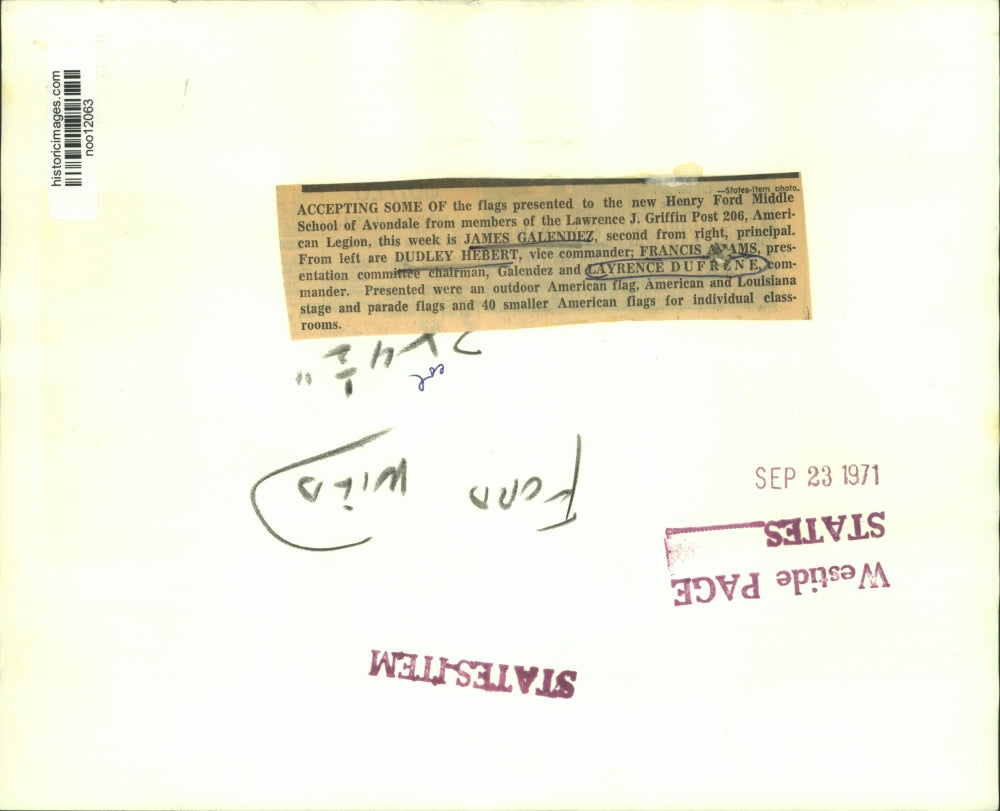 historicimages.com
noo12063
—States-Item photo.
ACCEPTING SOME OF the flags presented to the new Henry Ford Middle
School of Avondale from members of the Lawrence J. Griffin Post 206, Ameri-
can Legion, this week is JAMES GALENDEZ, second from right, principal.
From left are DUDLEY HEBERT, vice commander; FRANCIS ADAMS, pres-
entation committee chairman, Galendez and LAYRENCE DUFRENE, com-
mander. Presented were an outdoor American flag, American and Louisiana
stage and parade flags and 40 smaller American flags for individual class-
rooms.
FORD
SEP 23 1971
STATES
Westide PAGE
STATES-ITEM